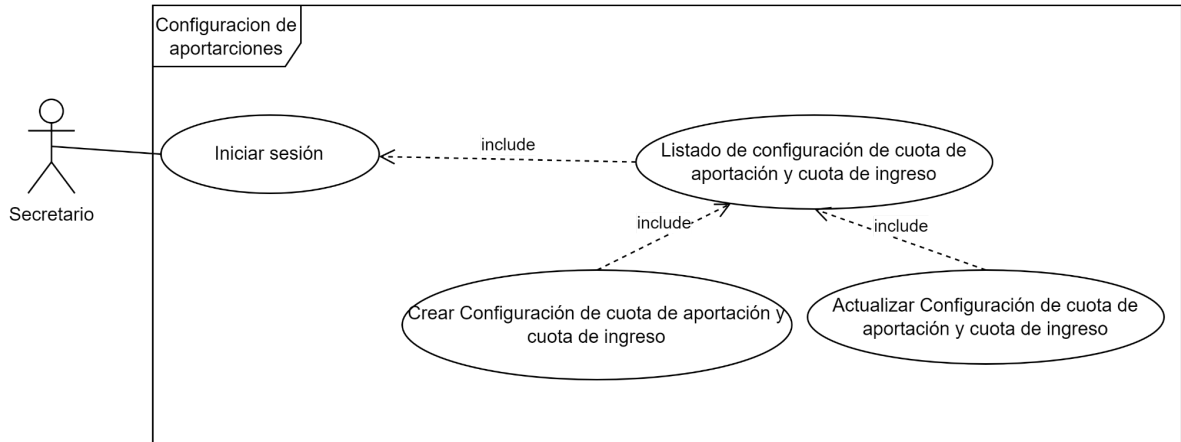 Configuracion de
aportarciones
Secretario
Iniciar sesión
include
Listado de configuración de cuota de
aportación y cuota de ingreso
include
include
Crear Configuración de cuota de aportación y
cuota de ingreso
Actualizar Configuración de cuota de
aportación y cuota de ingreso